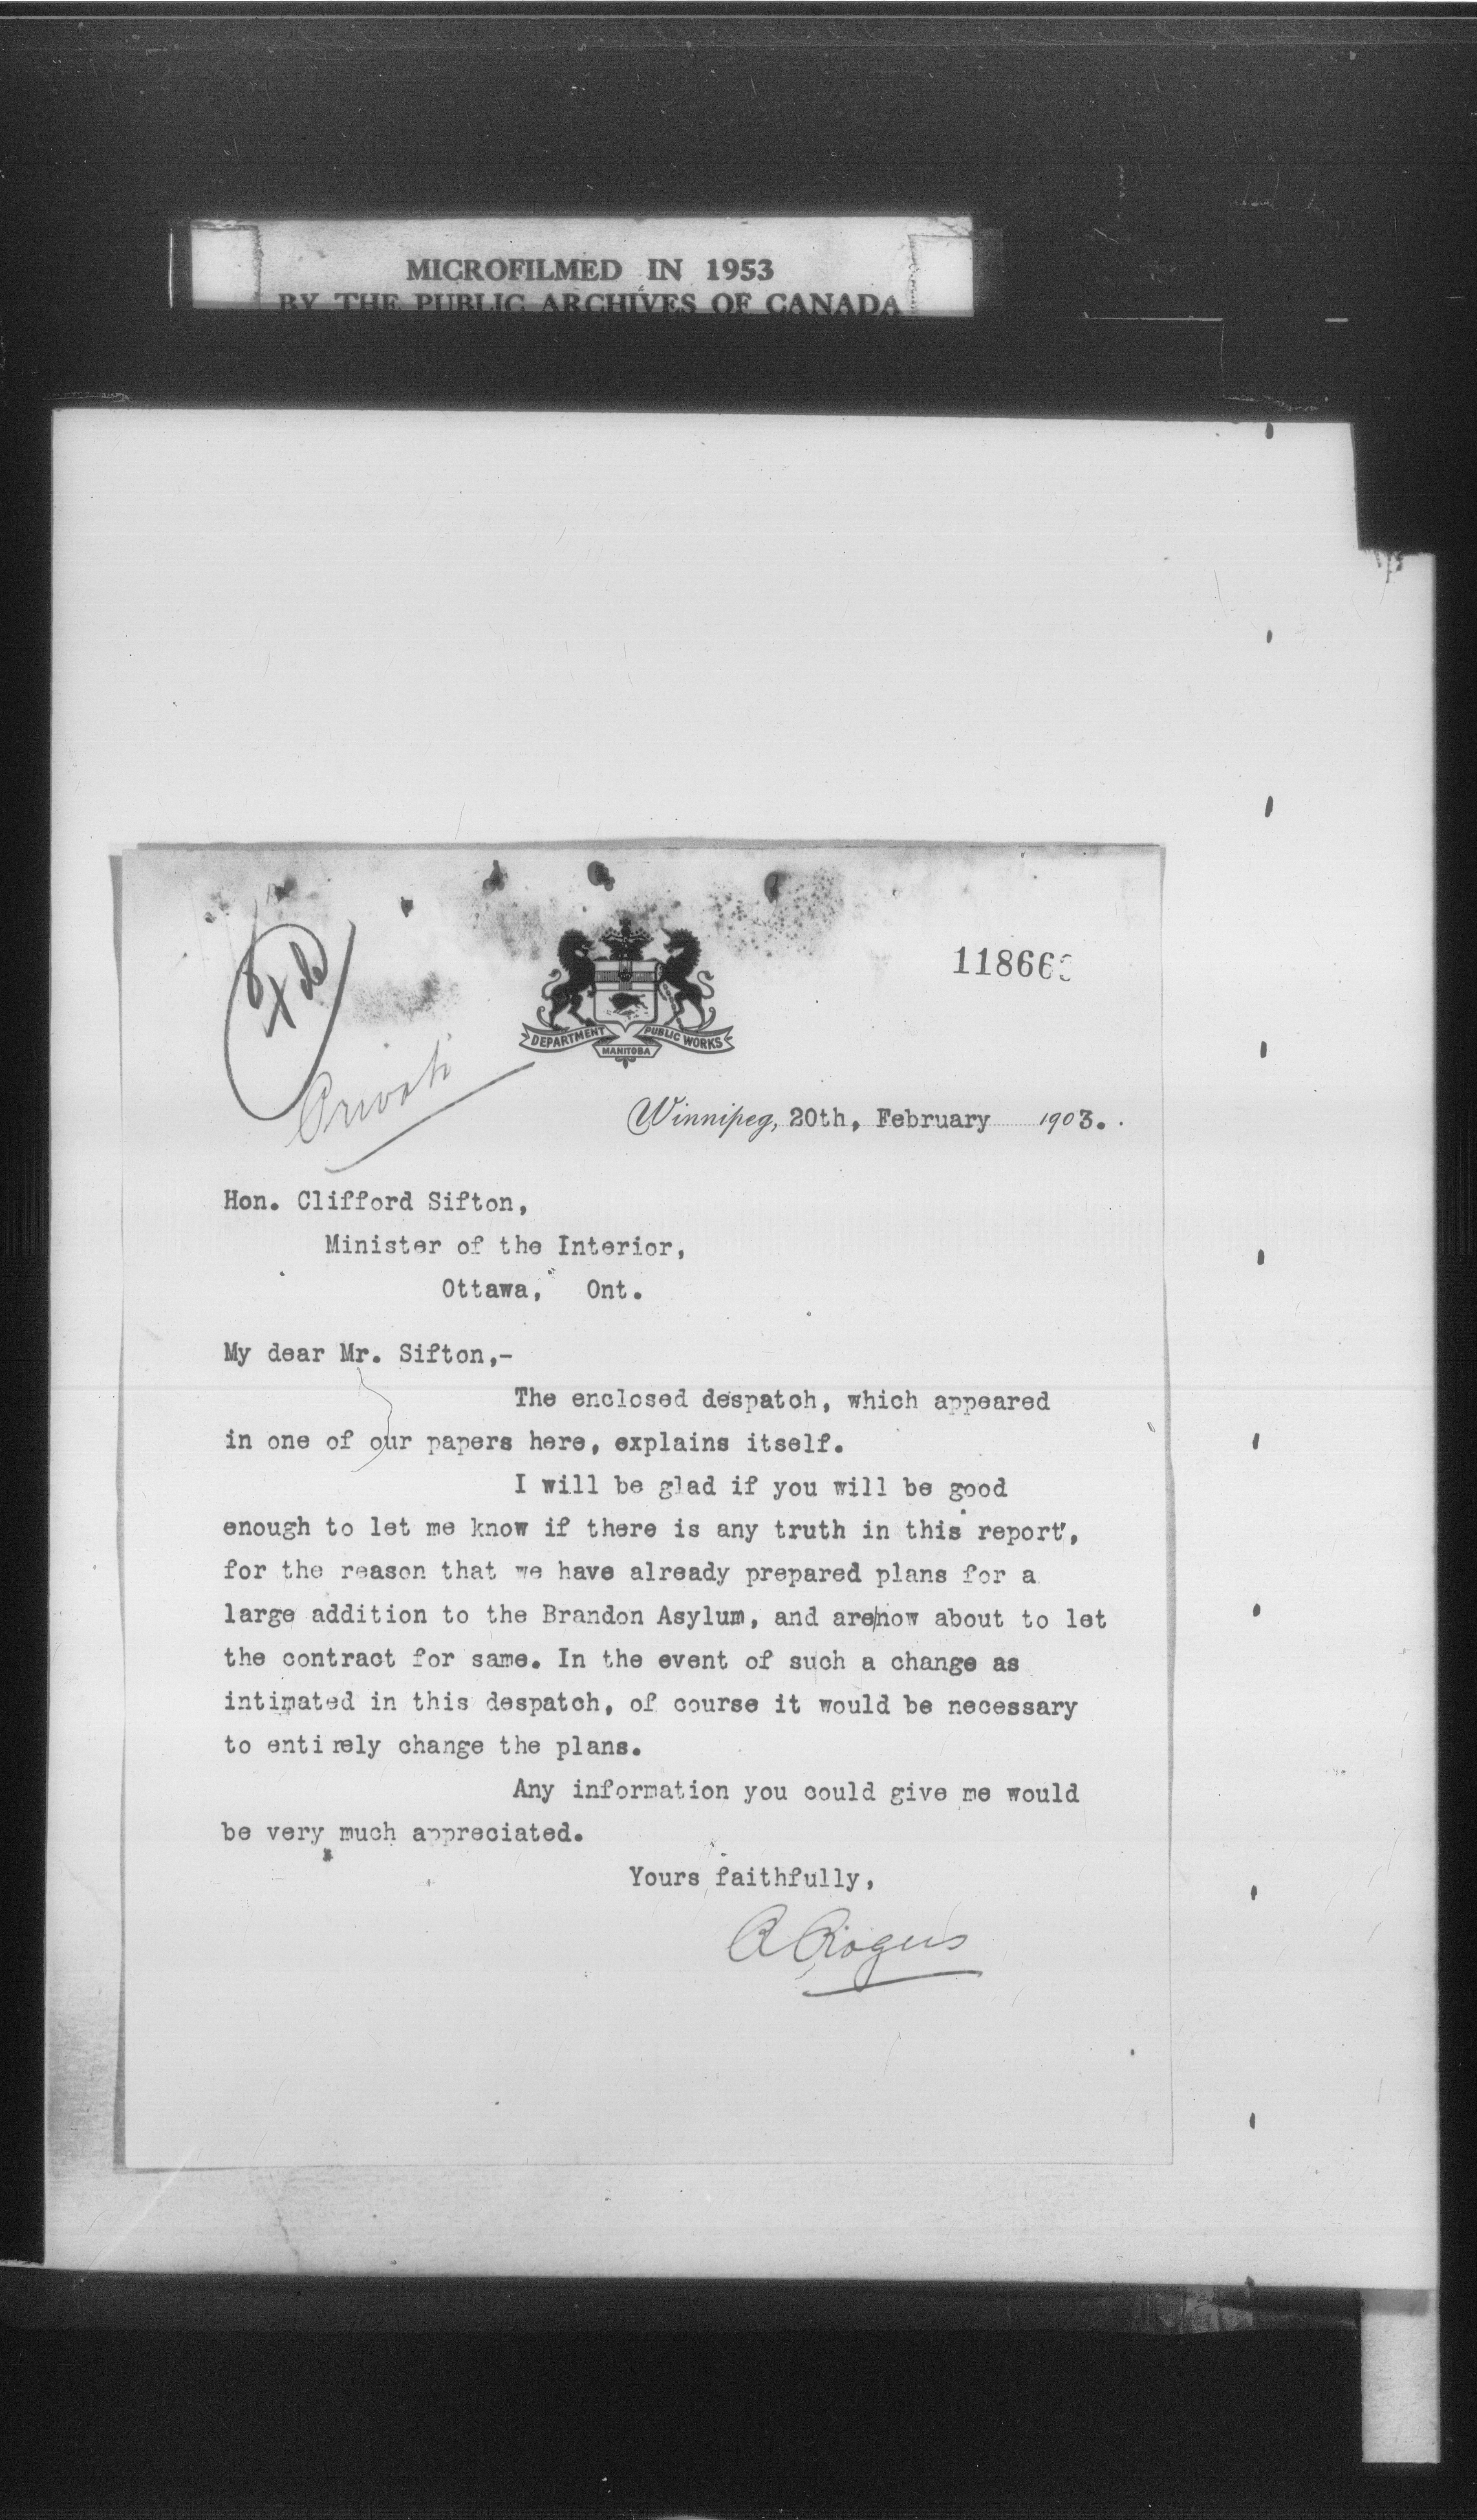 MICROFILMED IN 1953
BY THE PUBLIC ARCHIVES OF CANADA
11866
Private
DEPARTMENT PUBLIC WORKS
MANITOBA
Winnipeg, 20th, February 1903.
Hon. Clifford Sifton,
Minister of the Interior,
Ottawa, Ont.
My dear Mr. Sifton,-
The enclosed despatch, which appeared
in one of our papers here, explains itself.
I will be glad if you will be good
enough to let me know if there is any truth in this report,
for the reason that we have already prepared plans for a
large addition to the Brandon Asylum, and are/now about to let
the contract for same. In the event of such a change as
intimated in this despatch, of course it would be necessary
to entirely change the plans.
Any information you could give me would
be very much appreciated.
Yours faithfully,
R Rogers